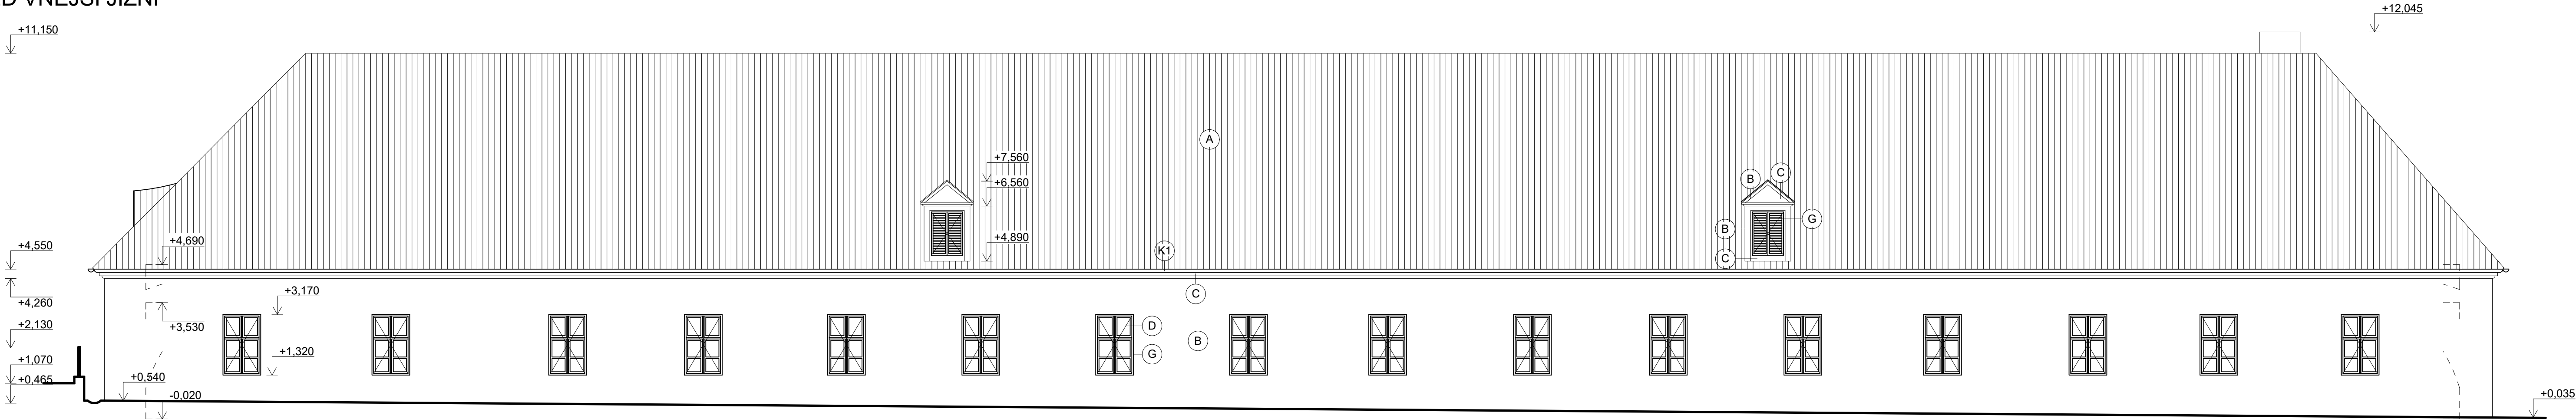 +12,045
+11,150
A
+7,560
+6,560
B
C
G
B
C
+4,890
+4,690
+4,550
K1
+4,260
C
+3,170
+3,530
+2,130
D
B
G
+1,320
+1,070
+0,465
+0,540
-0,020
+0,035